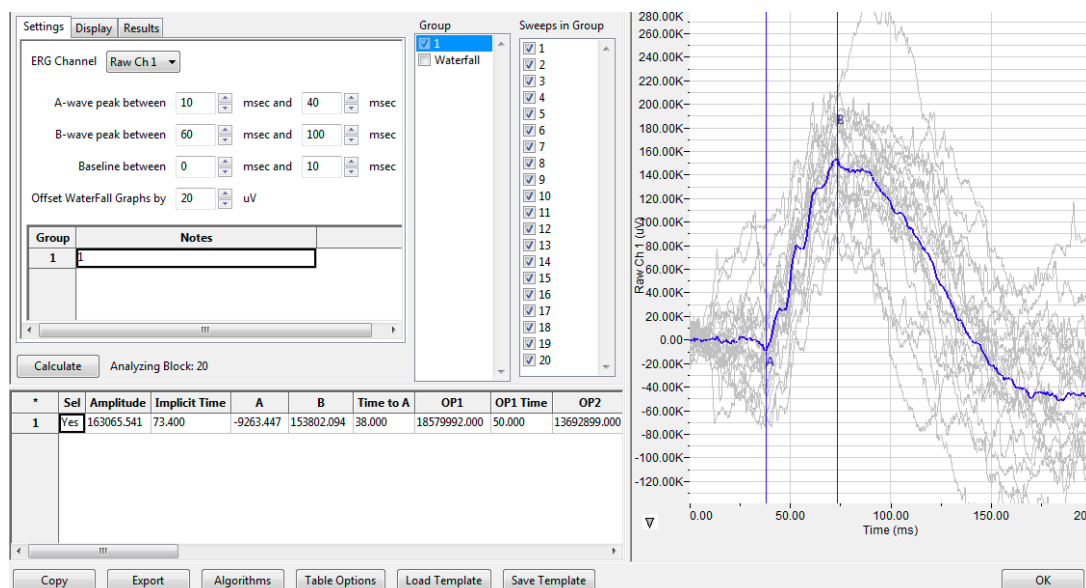 Settings Display Results
ERG Channel Raw Ch 1
A-wave peak between 10 msec and 40 msec
B-wave peak between 60 msec and 100 msec
Baseline between 0 msec and 10 msec
Offset WaterFall Graphs by 20 uV
Group Notes
1 1
Calculate Analyzing Block: 20
Group
1
Waterfall
Sweeps in Group
1
2
3
4
5
6
7
8
9
10
11
12
13
14
15
16
17
18
19
20
280.00K
260.00K
240.00K
220.00K
200.00K
180.00K
160.00K
140.00K
120.00K
100.00K
80.00K
60.00K
40.00K
20.00K
0.00
-20.00K
-40.00K
-60.00K
-80.00K
-100.00K
-120.00K
Raw Ch 1 (uV)
B
A
0.00 50.00 100.00 150.00 20
Time (ms)
* Sel Amplitude Implicit Time A B Time to A OP1 OP1 Time OP2
1 Yes 163065.541 73.400 -9263.447 153802.094 38.000 18579992.000 50.000 13692899.000
Copy Export Algorithms Table Options Load Template Save Template OK